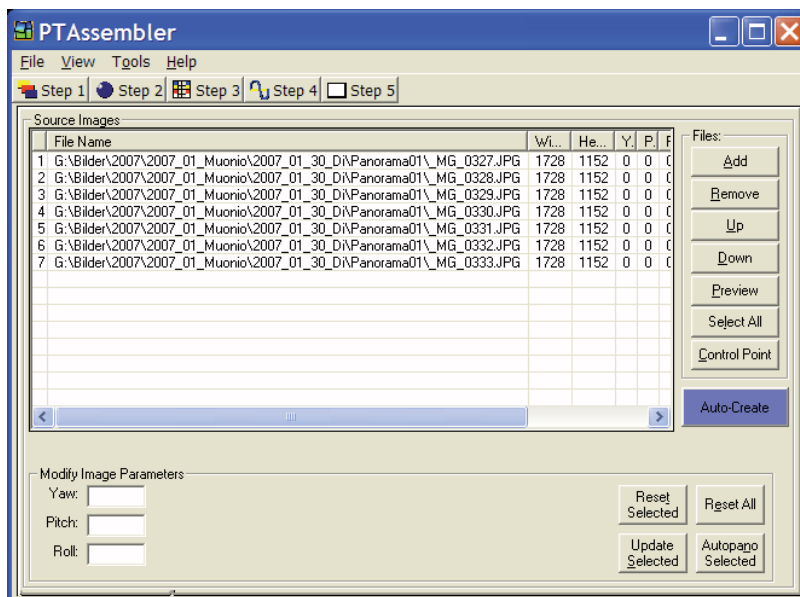 PTAssembler
File View Tools Help
Step 1 Step 2 Step 3 Step 4 Step 5
Source Images
File Name Wi... He... Y. P.
1 G:\Bilder\2007\2007_01_Muonio\2007_01_30_Di\Panorama01\_MG_0327.JPG 1728 1152 0 0
2 G:\Bilder\2007\2007_01_Muonio\2007_01_30_Di\Panorama01\_MG_0328.JPG 1728 1152 0 0
3 G:\Bilder\2007\2007_01_Muonio\2007_01_30_Di\Panorama01\_MG_0329.JPG 1728 1152 0 0
4 G:\Bilder\2007\2007_01_Muonio\2007_01_30_Di\Panorama01\_MG_0330.JPG 1728 1152 0 0
5 G:\Bilder\2007\2007_01_Muonio\2007_01_30_Di\Panorama01\_MG_0331.JPG 1728 1152 0 0
6 G:\Bilder\2007\2007_01_Muonio\2007_01_30_Di\Panorama01\_MG_0332.JPG 1728 1152 0 0
7 G:\Bilder\2007\2007_01_Muonio\2007_01_30_Di\Panorama01\_MG_0333.JPG 1728 1152 0 0
Files:
Add
Remove
Up
Down
Preview
Select All
Control Point
Auto-Create
Modify Image Parameters
Yaw:
Pitch:
Roll:
Reset
Selected
Reset All
Update
Selected
Autopano
Selected